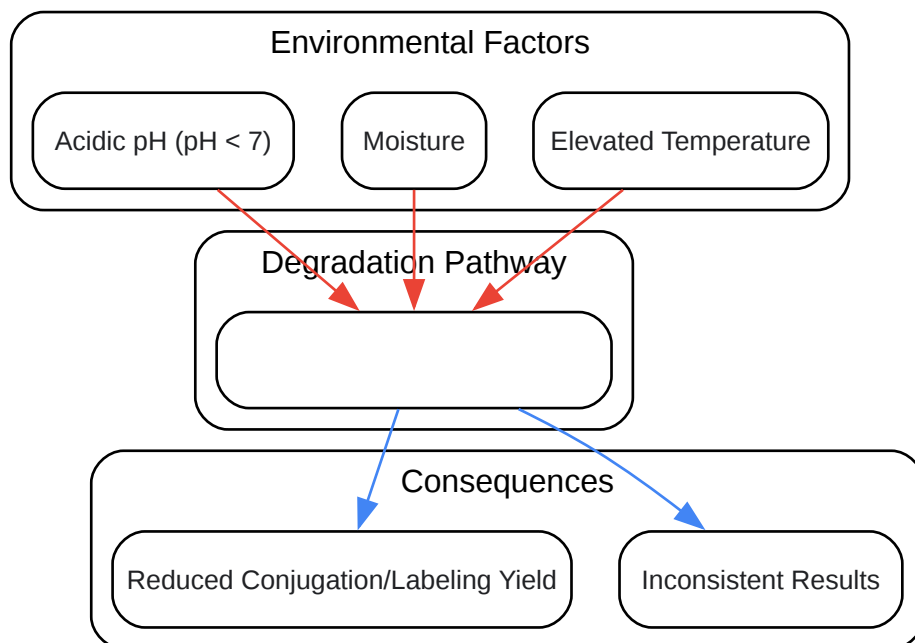 Environmental Factors
Acidic pH (pH < 7)
Moisture
Elevated Temperature
Degradation Pathway
Consequences
Reduced Conjugation/Labeling Yield
Inconsistent Results